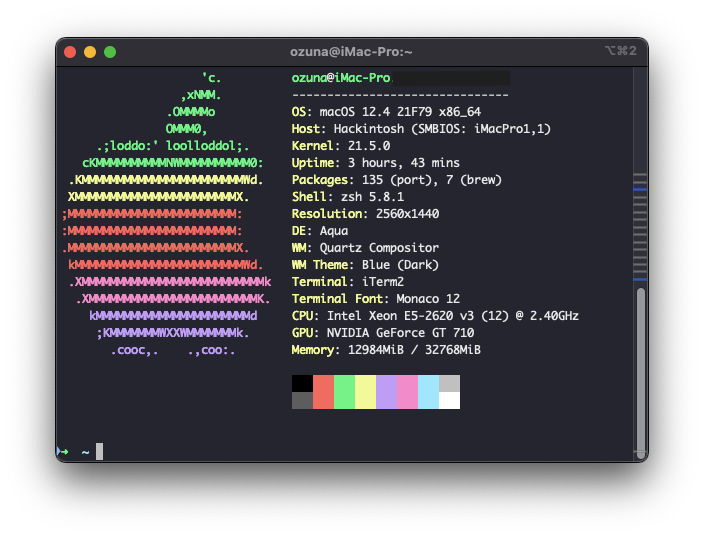 ozuna@iMac-Pro:~
⌥⌘2
'c.
,xNMM.
.OMMMMo
OMMM0,
.;loddo:' loolloddol;.
cKMMMMMMMMMMNWMMMMMMMMMM0:
.KMMMMMMMMMMMMMMMMMMMMMMMWd.
XMMMMMMMMMMMMMMMMMMMMMMMX.
;MMMMMMMMMMMMMMMMMMMMMMMM:
:MMMMMMMMMMMMMMMMMMMMMMMM:
.MMMMMMMMMMMMMMMMMMMMMMMMX.
kMMMMMMMMMMMMMMMMMMMMMMMMWd.
.XMMMMMMMMMMMMMMMMMMMMMMMMMMk
.XMMMMMMMMMMMMMMMMMMMMMMMMK.
kMMMMMMMMMMMMMMMMMMMMMMd
;KMMMMMMMWXXWMMMMMMMk.
.cooc,.    .,coo:.
ozuna@iMac-Pro.
-------------------------------
OS: macOS 12.4 21F79 x86_64
Host: Hackintosh (SMBIOS: iMacPro1,1)
Kernel: 21.5.0
Uptime: 3 hours, 43 mins
Packages: 135 (port), 7 (brew)
Shell: zsh 5.8.1
Resolution: 2560x1440
DE: Aqua
WM: Quartz Compositor
WM Theme: Blue (Dark)
Terminal: iTerm2
Terminal Font: Monaco 12
CPU: Intel Xeon E5-2620 v3 (12) @ 2.40GHz
GPU: NVIDIA GeForce GT 710
Memory: 12984MiB / 32768MiB
➜ ~